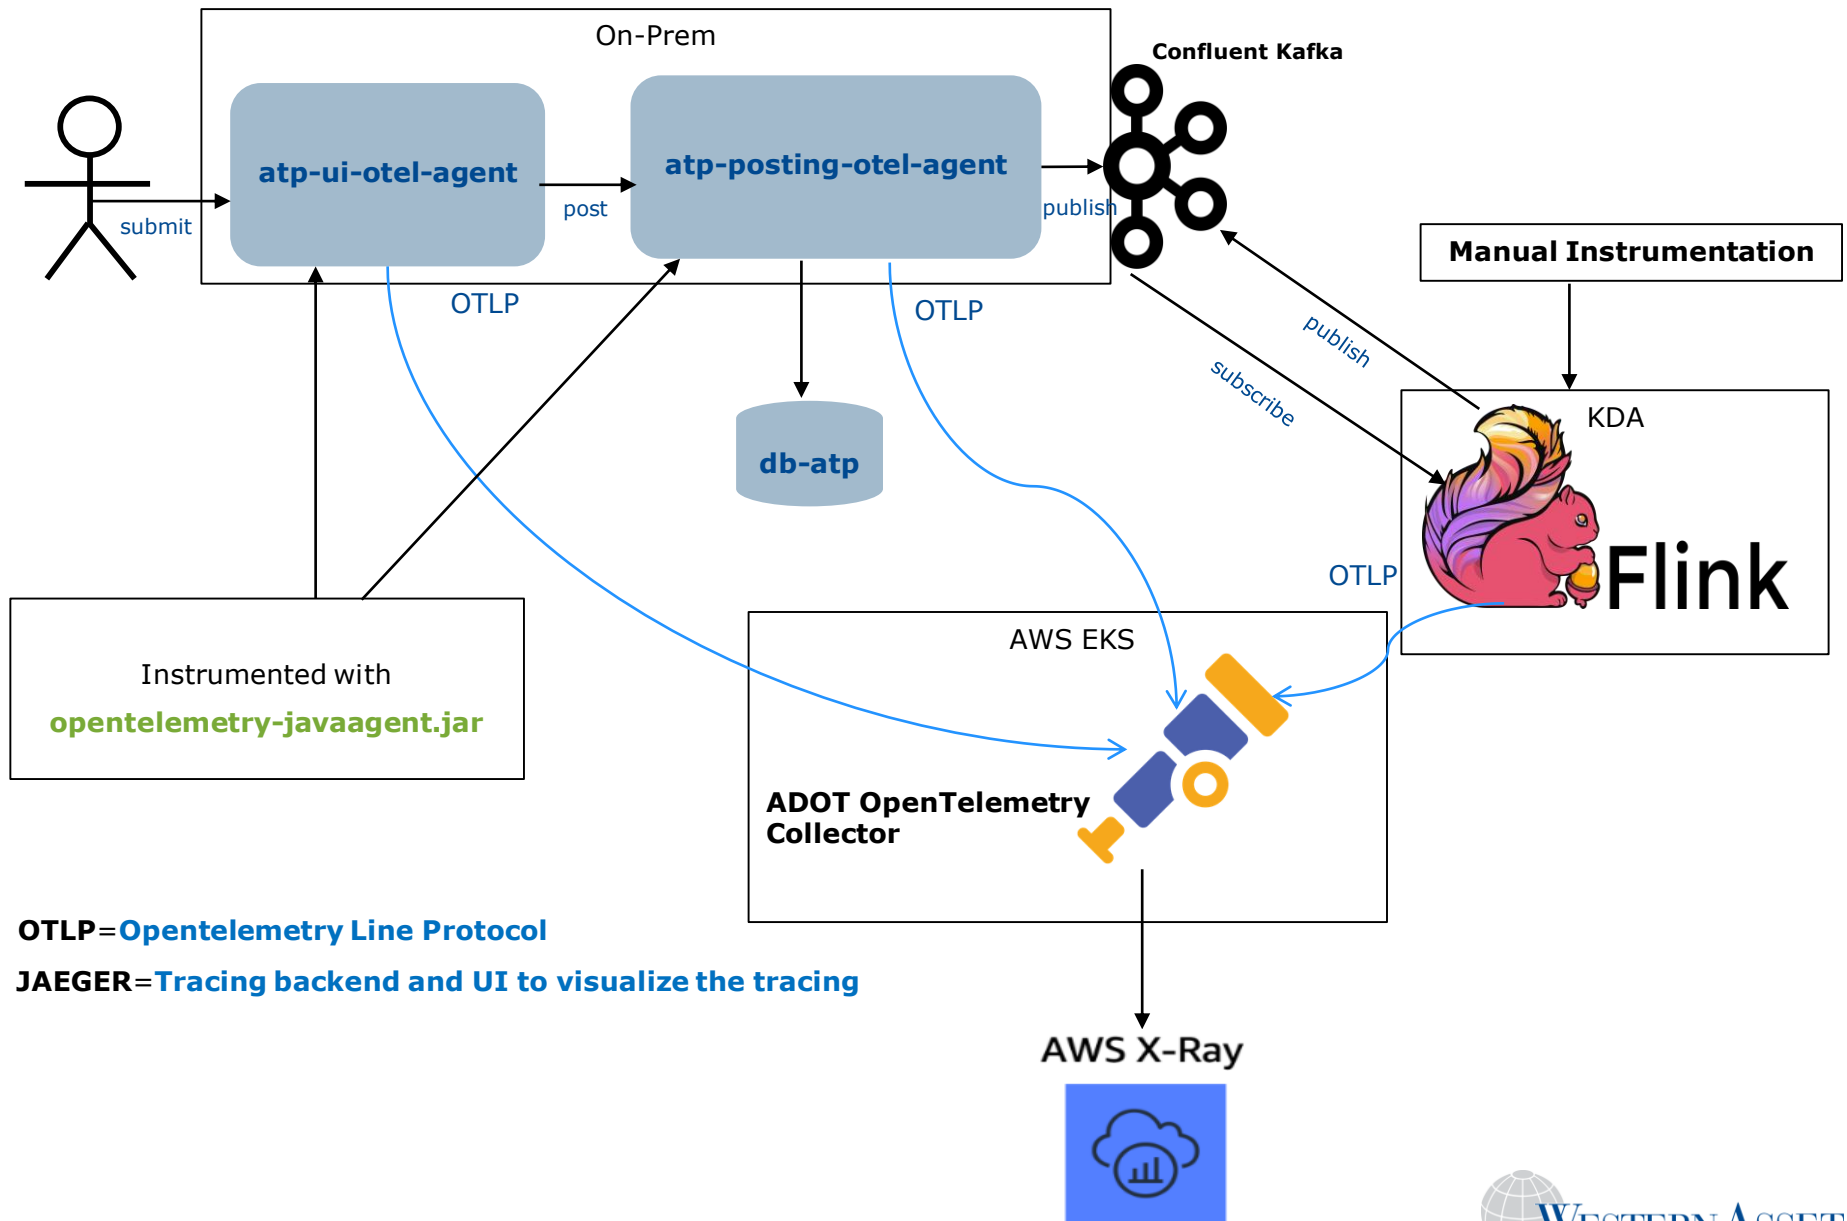 On-Prem
Confluent Kafka
atp-ui-otel-agent
atp-posting-otel-agent
submit
post
publish
Manual Instrumentation
OTLP
OTLP
publish
subscribe
KDA
db-atp
Flink
OTLP
AWS EKS
Instrumented with
opentelemetry-javaagent.jar
ADOT OpenTelemetry
Collector
OTLP=Opentelemetry Line Protocol
JAEGER=Tracing backend and UI to visualize the tracing
AWS X-Ray
WESTERN ASSET